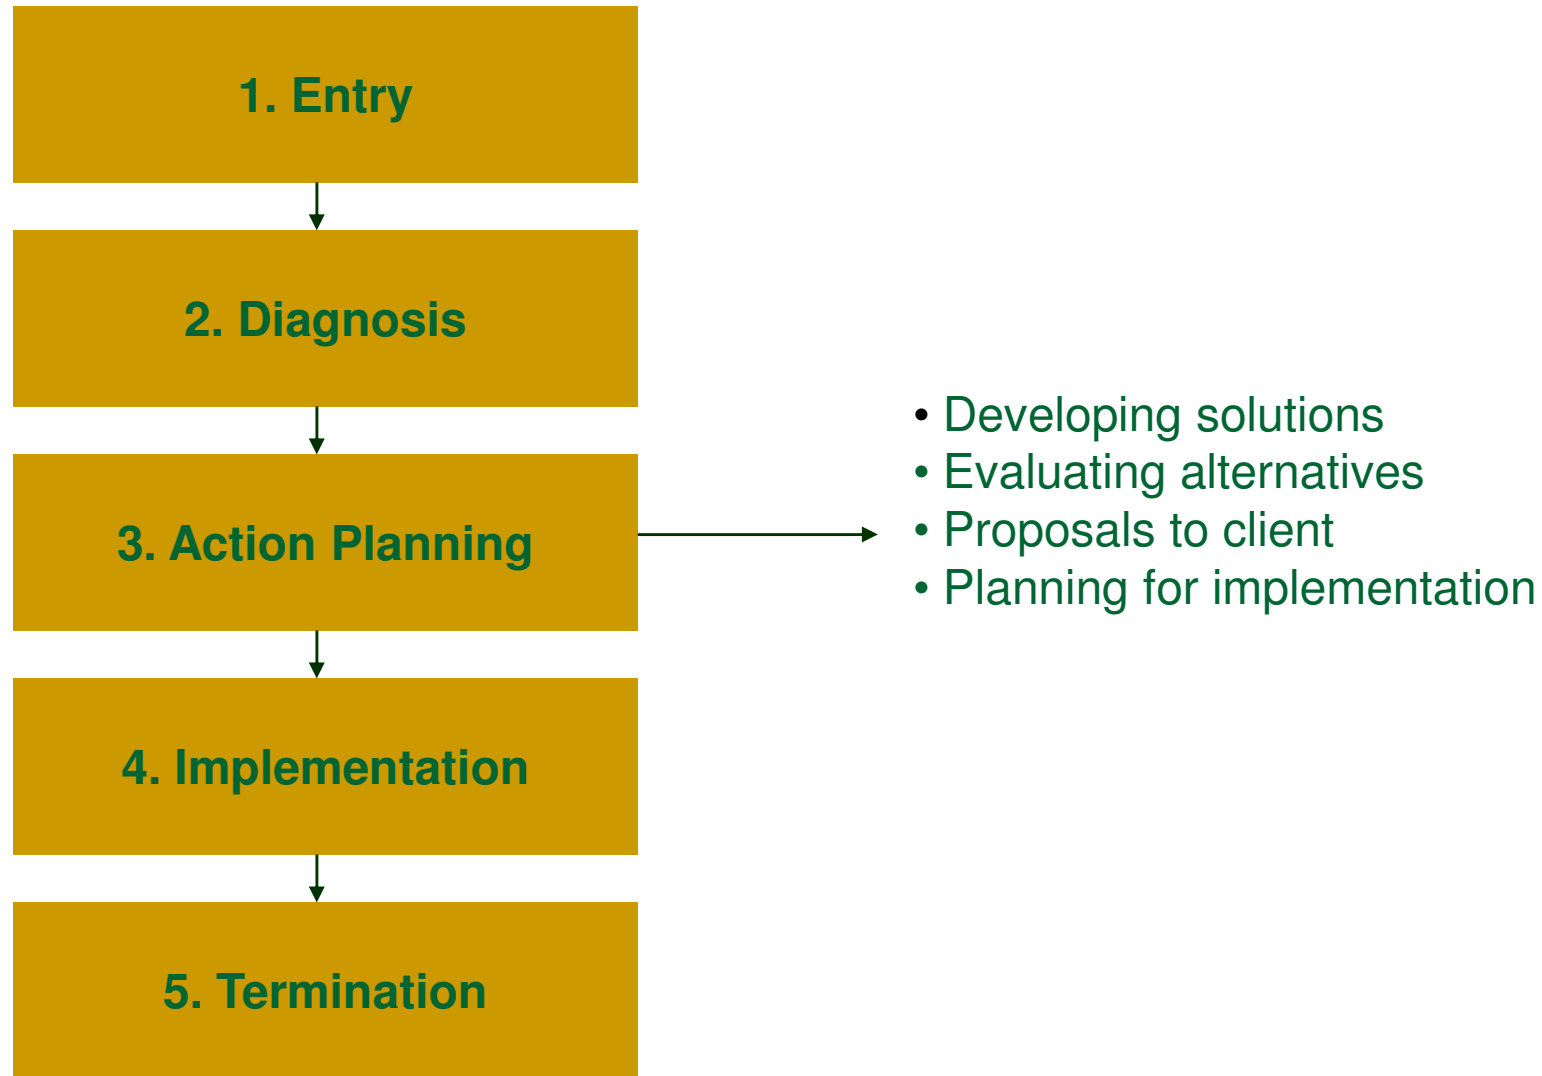 1. Entry
2. Diagnosis
3. Action Planning
• Developing solutions
• Evaluating alternatives
• Proposals to client
• Planning for implementation
4. Implementation
5. Termination